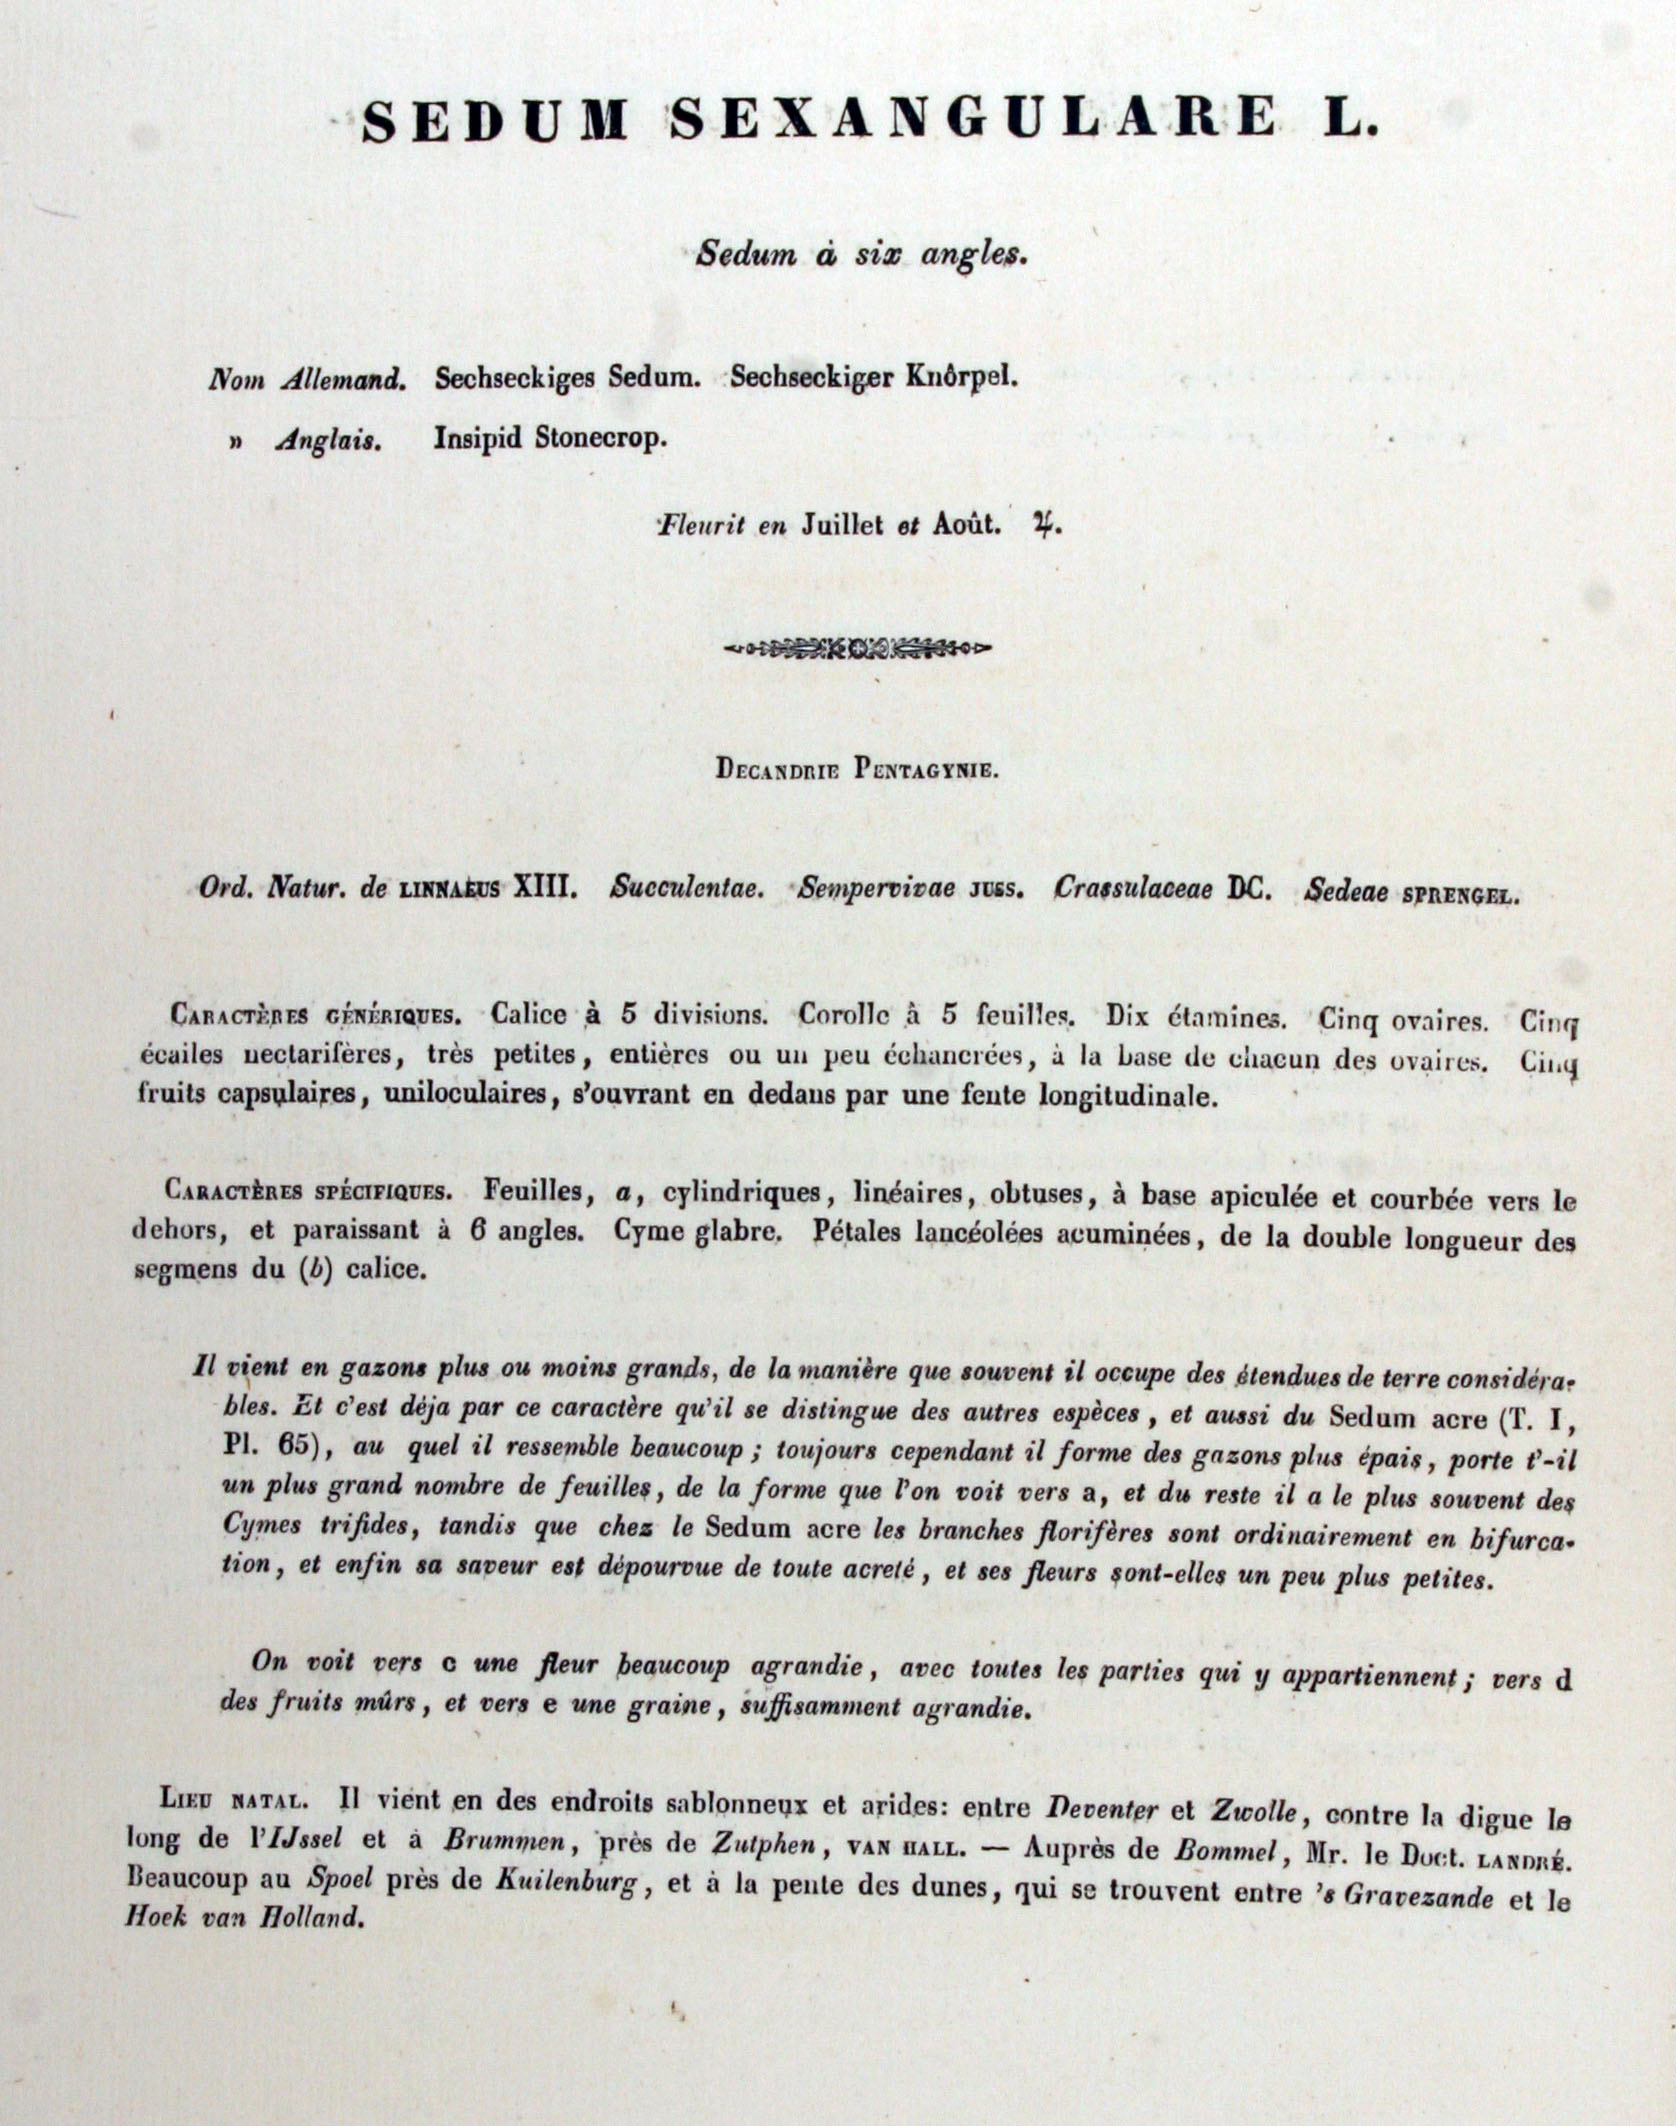 SEDUM SEXANGULARE L.
Sedum à six angles.
Nom Allemand. Sechseckiges Sedum. Sechseckiger Knôrpel.
» Anglais. Insipid Stonecrop.
Fleurit en Juillet et Août. ♃.
DECANDRIE PENTAGYNIE.
Ord. Natur. de LINNAEUS XIII. Succulentae. Sempervivae JUSS. Crassulaceae DC. Sedeae SPRENGEL.
CARACTÈRES GÉNÉRIQUES. Calice à 5 divisions. Corolle à 5 feuilles. Dix étamines. Cinq ovaires. Cinq
écailes nectarifères, très petites, entières ou un peu échancrées, à la base de chacun des ovaires. Cinq
fruits capsulaires, uniloculaires, s'ouvrant en dedans par une fente longitudinale.
CARACTÈRES SPÉCIFIQUES. Feuilles, a, cylindriques, linéaires, obtuses, à base apiculée et courbée vers le
dehors, et paraissant à 6 angles. Cyme glabre. Pétales lancéolées acuminées, de la double longueur des
segmens du (b) calice.
Il vient en gazons plus ou moins grands, de la manière que souvent il occupe des étendues de terre considéra-
bles. Et c'est déja par ce caractère qu'il se distingue des autres espèces, et aussi du Sedum acre (T. I,
Pl. 65), au quel il ressemble beaucoup; toujours cependant il forme des gazons plus épais, porte t'-il
un plus grand nombre de feuilles, de la forme que l'on voit vers a, et du reste il a le plus souvent des
Cymes trifides, tandis que chez le Sedum acre les branches florifères sont ordinairement en bifurca-
tion, et enfin sa saveur est dépourvue de toute acreté, et ses fleurs sont-elles un peu plus petites.
On voit vers c une fleur beaucoup agrandie, avec toutes les parties qui y appartiennent; vers d
des fruits mûrs, et vers e une graine, suffisamment agrandie.
LIEU NATAL. Il vient en des endroits sablonneux et arides: entre Deventer et Zwolle, contre la digue le
long de l'IJssel et à Brummen, près de Zutphen, VAN HALL. — Auprès de Bommel, Mr. le Doct. LANDRÉ.
Beaucoup au Spoel près de Kuilenburg, et à la pente des dunes, qui se trouvent entre 's Gravezande et le
Hoek van Holland.